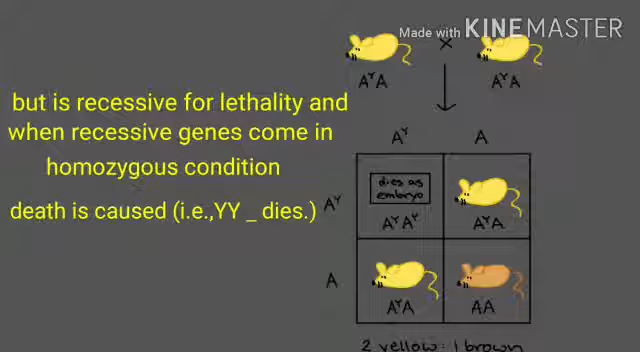 Made with KINEMASTER
but is recessive for lethality and
when recessive genes come in
homozygous condition
death is caused (i.e.,YY _ dies.)
×
AʸA
AʸA
Aʸ
A
Aʸ
dies as
embryo
AʸAʸ
AʸA
A
AʸA
AA
2 yellow : 1 brown